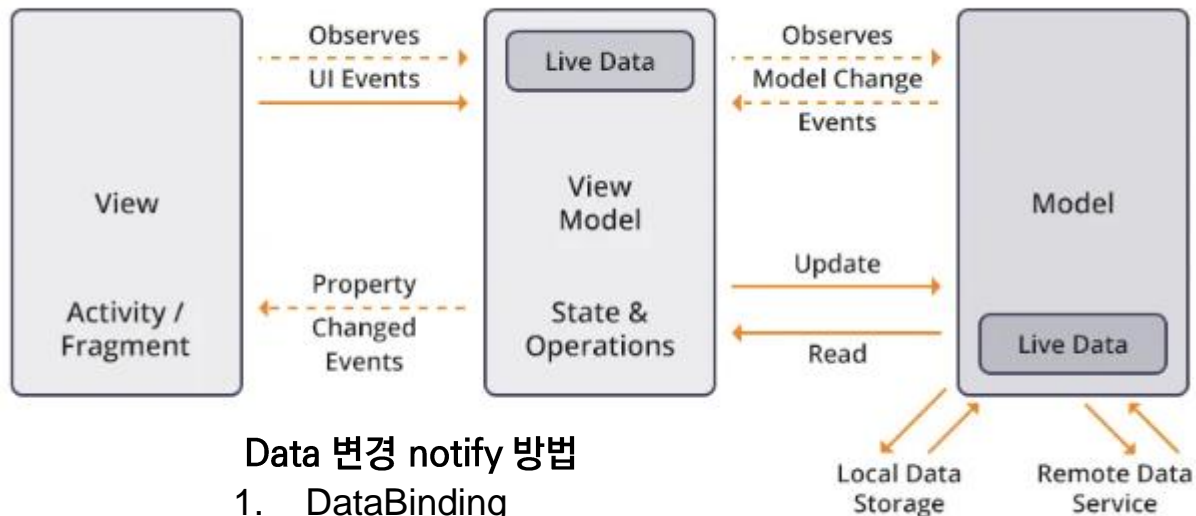 View
Activity /
Fragment
Observes
UI Events
Property
Changed
Events
Live Data
View
Model
State &
Operations
Observes
Model Change
Events
Update
Read
Model
Live Data
Local Data
Storage
Remote Data
Service
Data 변경 notify 방법
1. DataBinding